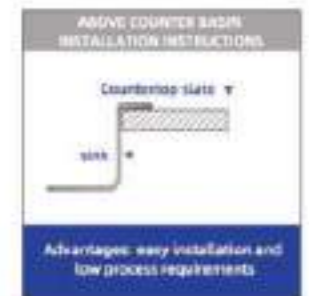 ABOVE COUNTER BASIN
INSTALLATION INSTRUCTIONS
Countertop slate
sink
Advantages: easy installation and
low process requirements